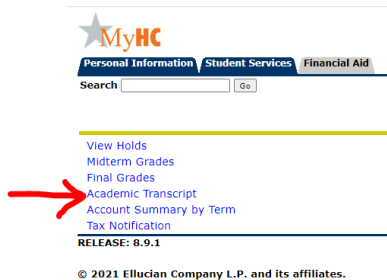 MyHC
Personal Information Student Services Financial Aid
Search Go
View Holds
Midterm Grades
Final Grades
Academic Transcript
Account Summary by Term
Tax Notification
RELEASE: 8.9.1
© 2021 Ellucian Company L.P. and its affiliates.